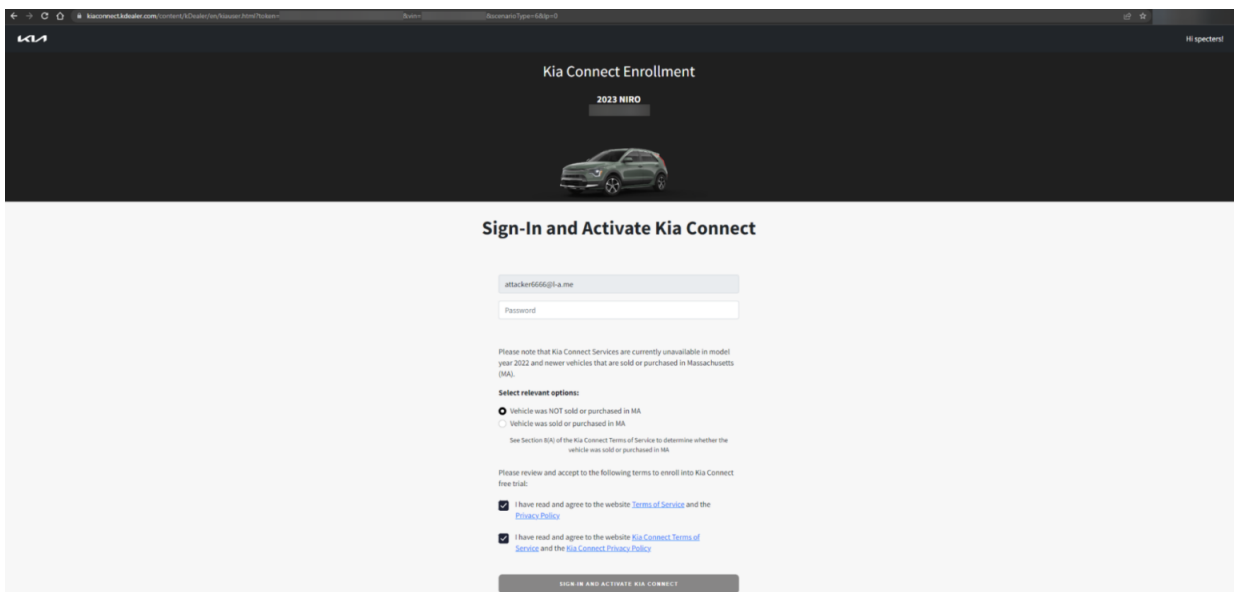 kiaconnect.kdealer.com/content/kDealer/en/kiauser.html?token= &vin= &scenarioType=6&lp=0
KIA
Hi specters!
Kia Connect Enrollment
2023 NIRO
Sign-In and Activate Kia Connect
attacker6666@l-a.me
Password
Please note that Kia Connect Services are currently unavailable in model
year 2022 and newer vehicles that are sold or purchased in Massachusetts
(MA).
Select relevant options:
Vehicle was NOT sold or purchased in MA
Vehicle was sold or purchased in MA
See Section 8(A) of the Kia Connect Terms of Service to determine whether the
vehicle was sold or purchased in MA
Please review and accept to the following terms to enroll into Kia Connect
free trial:
I have read and agree to the website Terms of Service and the
Privacy Policy
I have read and agree to the website Kia Connect Terms of
Service and the Kia Connect Privacy Policy
SIGN-IN AND ACTIVATE KIA CONNECT